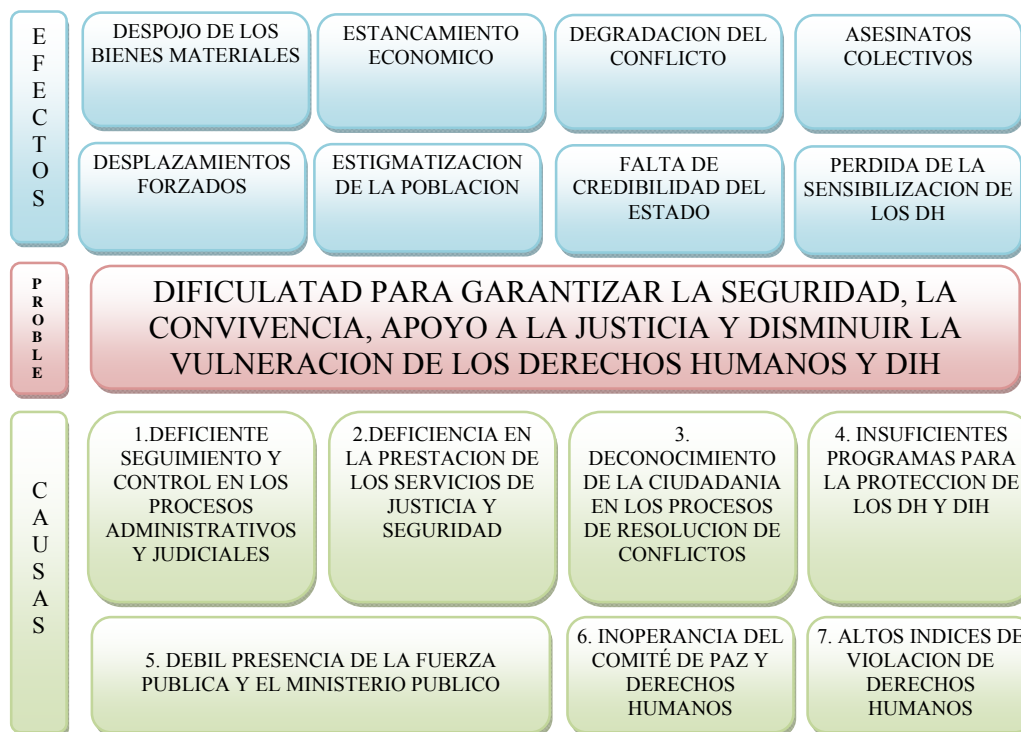 E
F
E
C
T
O
S
DESPOJO DE LOS
BIENES MATERIALES
ESTANCAMIENTO
ECONOMICO
DEGRADACION DEL
CONFLICTO
ASESINATOS
COLECTIVOS
DESPLAZAMIENTOS
FORZADOS
ESTIGMATIZACION
DE LA POBLACION
FALTA DE
CREDIBILIDAD DEL
ESTADO
PERDIDA DE LA
SENSIBILIZACION DE
LOS DH
P
R
O
B
L
E
DIFICULATAD PARA GARANTIZAR LA SEGURIDAD, LA
CONVIVENCIA, APOYO A LA JUSTICIA Y DISMINUIR LA
VULNERACION DE LOS DERECHOS HUMANOS Y DIH
C
A
U
S
A
S
1.DEFICIENTE
SEGUIMIENTO Y
CONTROL EN LOS
PROCESOS
ADMINISTRATIVOS
Y JUDICIALES
2.DEFICIENCIA EN
LA PRESTACION DE
LOS SERVICIOS DE
JUSTICIA Y
SEGURIDAD
3.
DECONOCIMIENTO
DE LA CIUDADANIA
EN LOS PROCESOS
DE RESOLUCION DE
CONFLICTOS
4. INSUFICIENTES
PROGRAMAS PARA
LA PROTECCION DE
LOS DH Y DIH
5. DEBIL PRESENCIA DE LA FUERZA
PUBLICA Y EL MINISTERIO PUBLICO
6. INOPERANCIA DEL
COMITÉ DE PAZ Y
DERECHOS
HUMANOS
7. ALTOS INDICES DE
VIOLACION DE
DERECHOS
HUMANOS